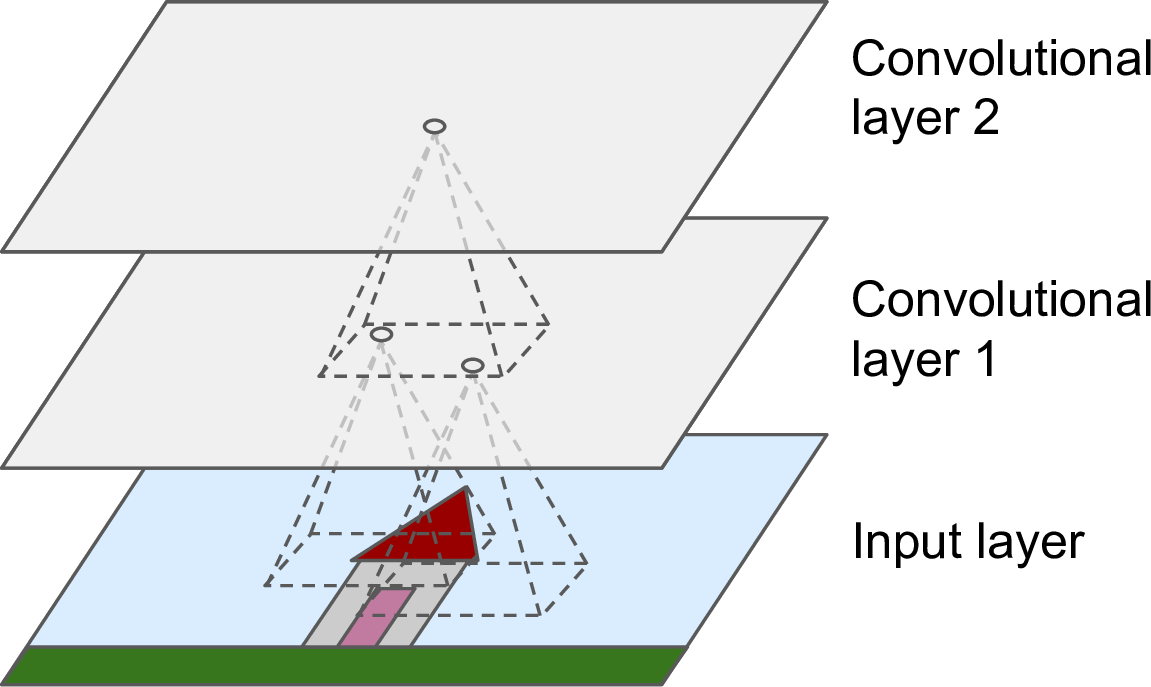 Convolutional
layer 2
Convolutional
layer 1
Input layer